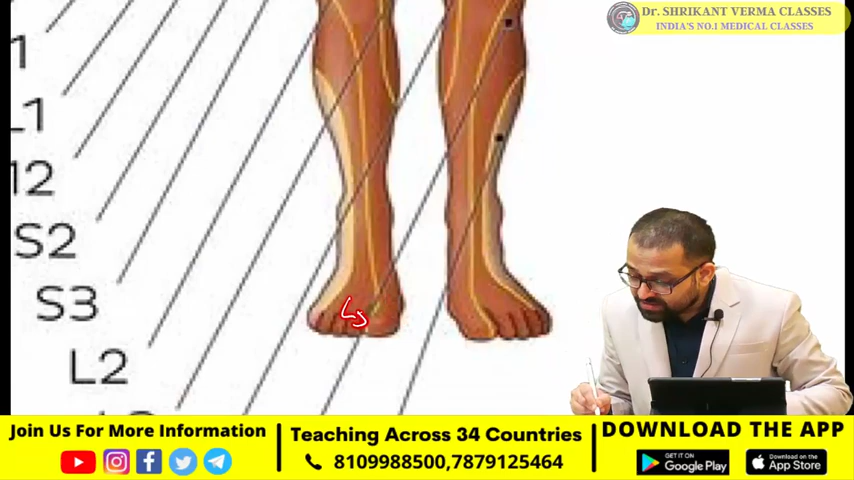 Dr. SHRIKANT VERMA CLASSES
INDIA'S NO.1 MEDICAL CLASSES
L1
S2
S3
L2
L5
Join Us For More Information
Teaching Across 34 Countries
8109988500,7879125464
DOWNLOAD THE APP
GET IT ON
Google Play
Download on the
App Store